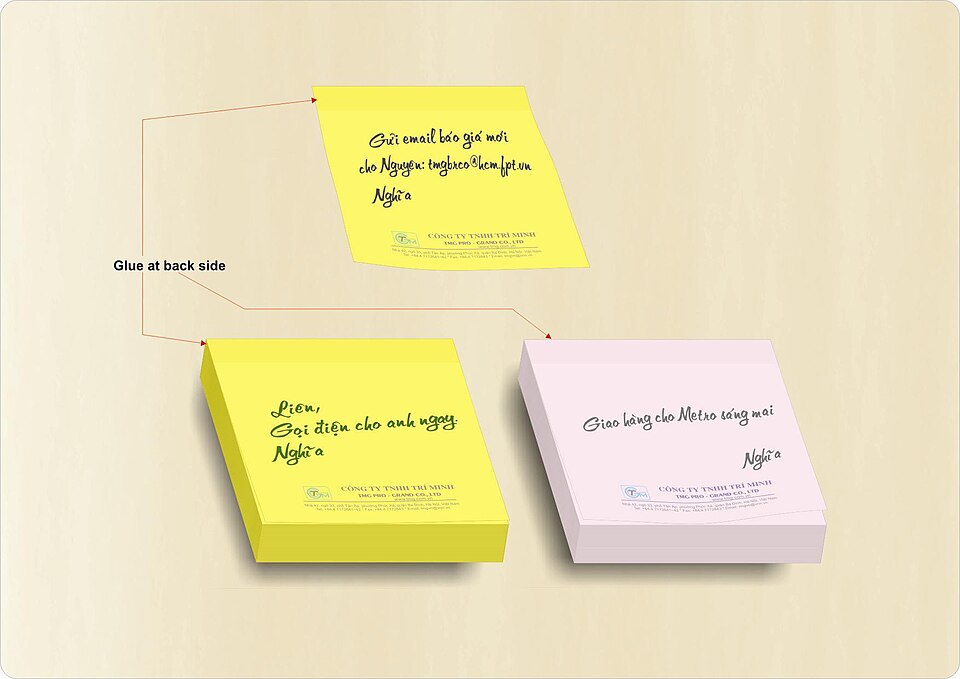 Gửi email báo giá mới
cho Nguyên: tmgbrco@hcm.fpt.vn
Nghĩa
CÔNG TY TNHH TRÍ MINH
TMG PRO - GRAND CO., LTD
Glue at back side
Liên,
Gọi điện cho anh ngay.
Nghĩa
CÔNG TY TNHH TRÍ MINH
TMG PRO - GRAND CO., LTD
Giao hàng cho Metro sáng mai
Nghĩa
CÔNG TY TNHH TRÍ MINH
TMG PRO - GRAND CO., LTD